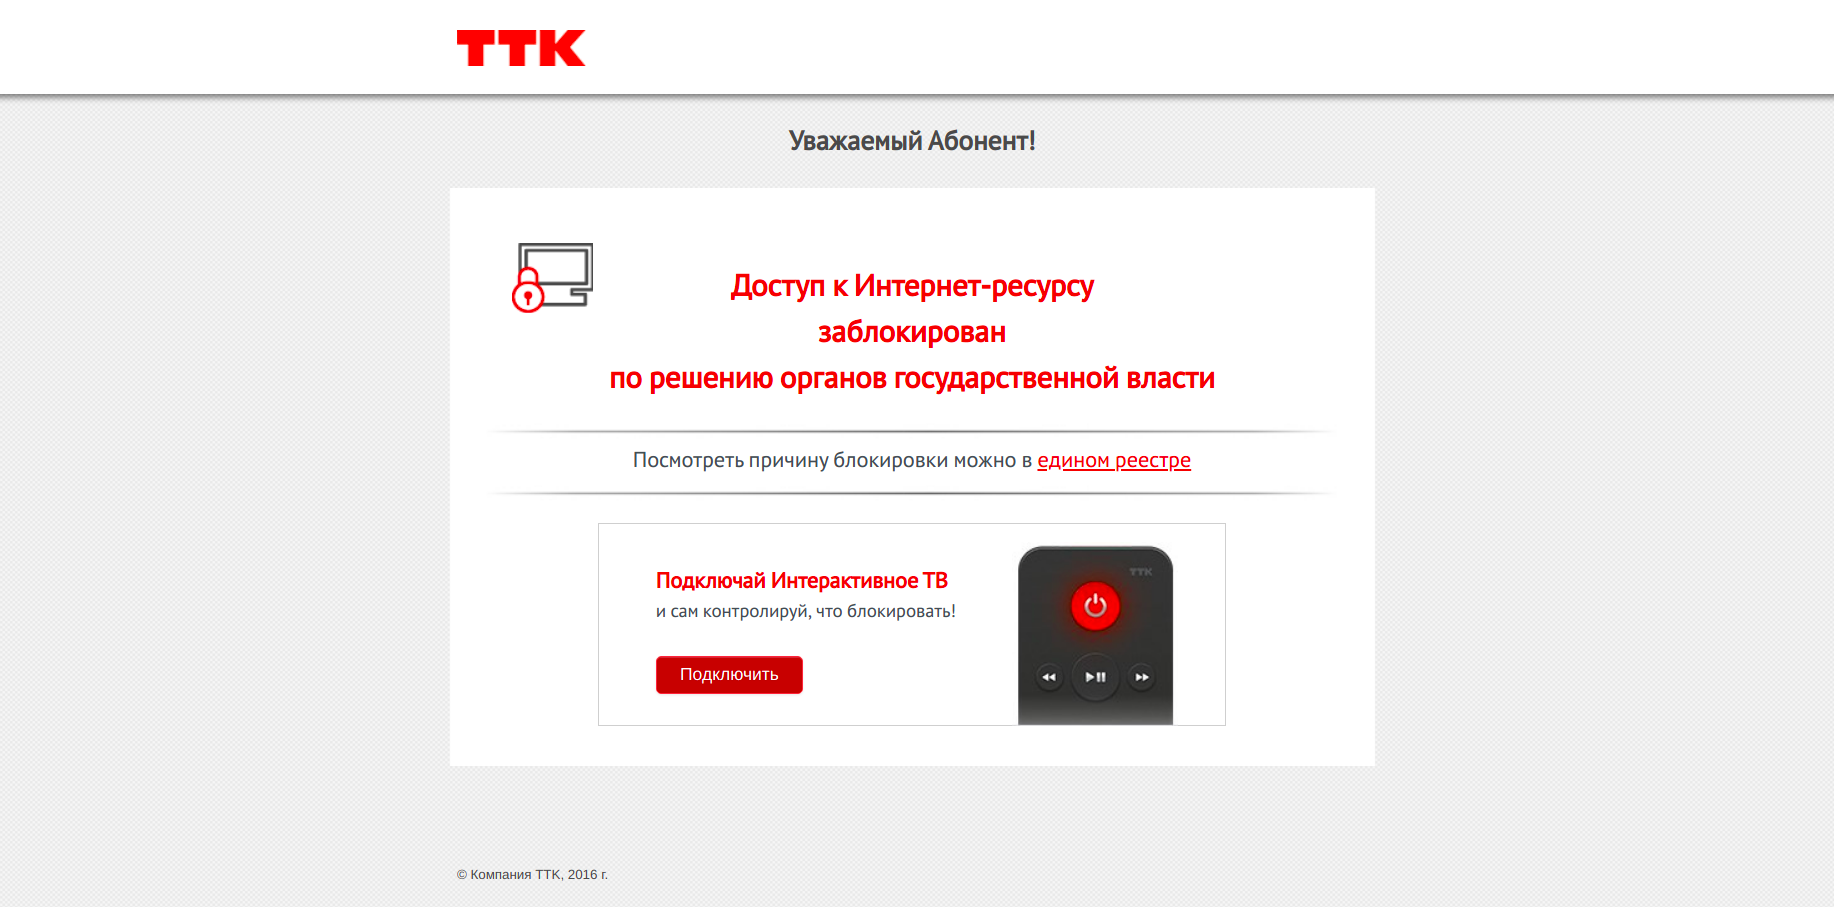 ТТК
Уважаемый Абонент!
Доступ к Интернет-ресурсу
заблокирован
по решению органов государственной власти
Посмотреть причину блокировки можно в едином реестре
Подключай Интерактивное ТВ
и сам контролируй, что блокировать!
Подключить
ТТК
© Компания ТТК, 2016 г.